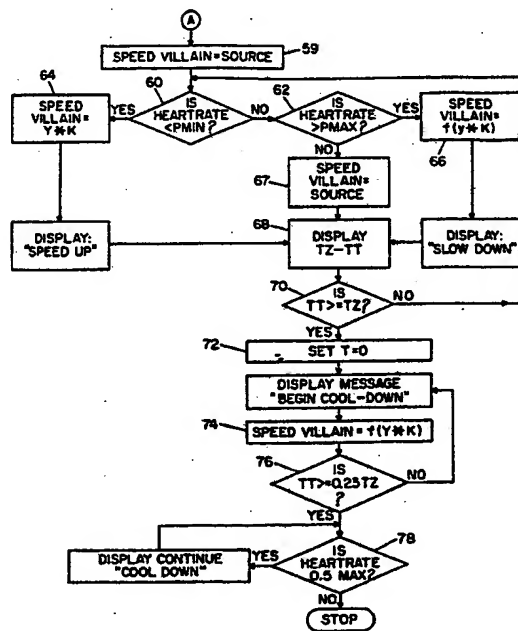 A
SPEED VILLAIN=SOURCE
59
64
60
62
SPEED
VILLAIN=
Y*K
YES
IS
HEARTRATE
<PMIN?
NO
IS
HEARTRATE
>PMAX?
YES
SPEED
VILLAIN=
f(y*K)
66
NO
67
SPEED
VILLAIN=
SOURCE
DISPLAY:
"SPEED UP"
68
DISPLAY
TZ-TT
DISPLAY:
"SLOW DOWN"
70
IS
TT>=TZ?
NO
YES
72
SET T=0
DISPLAY MESSAGE
"BEGIN COOL-DOWN"
74
SPEED VILLAIN=f(Y*K)
76
IS
TT>=0.25TZ
?
NO
YES
78
DISPLAY CONTINUE
"COOL DOWN"
YES
IS
HEARTRATE
0.5 MAX?
NO
STOP